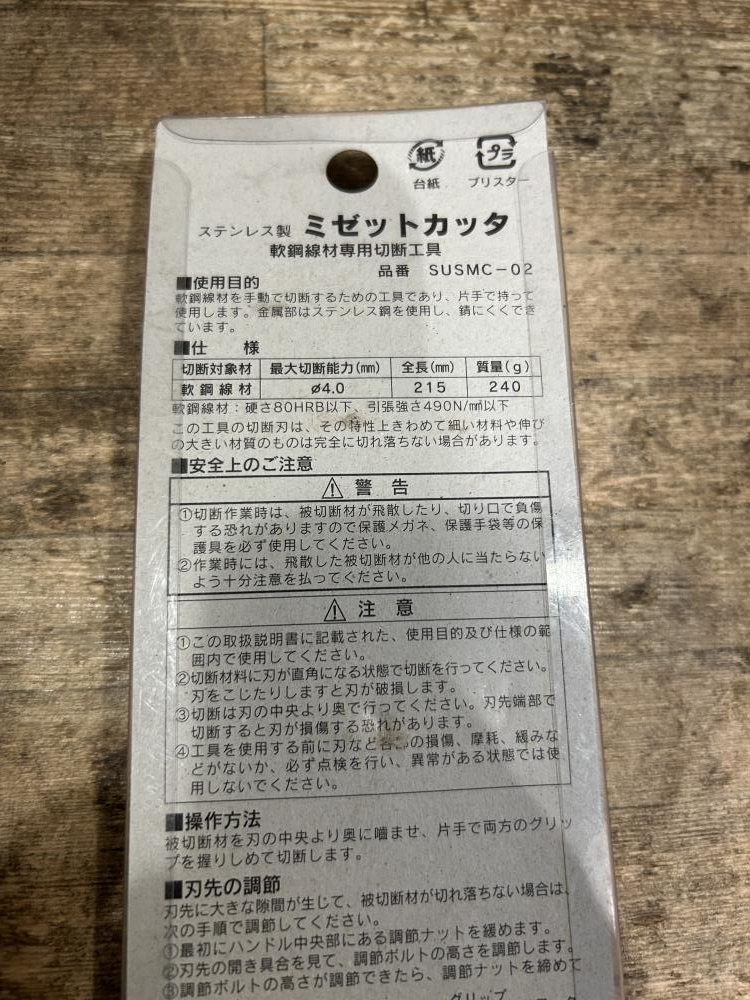 紙 プラ
台紙 ブリスター
ステンレス製 ミゼットカッタ
軟鋼線材専用切断工具
品番 SUSMC-02
■使用目的
軟鋼線材を手動で切断するための工具であり、片手で持って
使用します。金属部はステンレス鋼を使用し、錆にくくでき
ています。
■仕 様
切断対象材 最大切断能力(mm) 全長(mm) 質量(g)
軟鋼線材 ø4.0 215 240
軟鋼線材：硬さ80HRB以下、引張強さ490N/mm²以下
この工具の切断刃は、その特性上きわめて細い材料や伸び
の大きい材質のものは完全に切れ落ちない場合があります。
■安全上のご注意
⚠ 警 告
①切断作業時は、被切断材が飛散したり、切り口で負傷
する恐れがありますので保護メガネ、保護手袋等の保
護具を必ず使用してください。
②作業時には、飛散した被切断材が他の人に当たらない
よう十分注意を払ってください。
⚠ 注 意
①この取扱説明書に記載された、使用目的及び仕様の範
囲内で使用してください。
②切断材料に刃が直角になる状態で切断を行ってください。
刃をこじたりしますと刃が破損します。
③切断は刃の中央より奥で行ってください。刃先端部で
切断すると刃が損傷する恐れがあります。
④工具を使用する前に刃など各部の損傷、摩耗、緩みな
どがないか、必ず点検を行い、異常がある状態では使
用しないでください。
■操作方法
被切断材を刃の中央より奥に噛ませ、片手で両方のグリッ
プを握りしめて切断します。
■刃先の調節
刃先に大きな隙間が生じて、被切断材が切れ落ちない場合は、
次の手順で調節してください。
①最初にハンドル中央部にある調節ナットを緩めます。
②刃先の開き具合を見て、調節ボルトの高さを調節します。
③調節ボルトの高さが調節できたら、調節ナットを締めて
グリップ